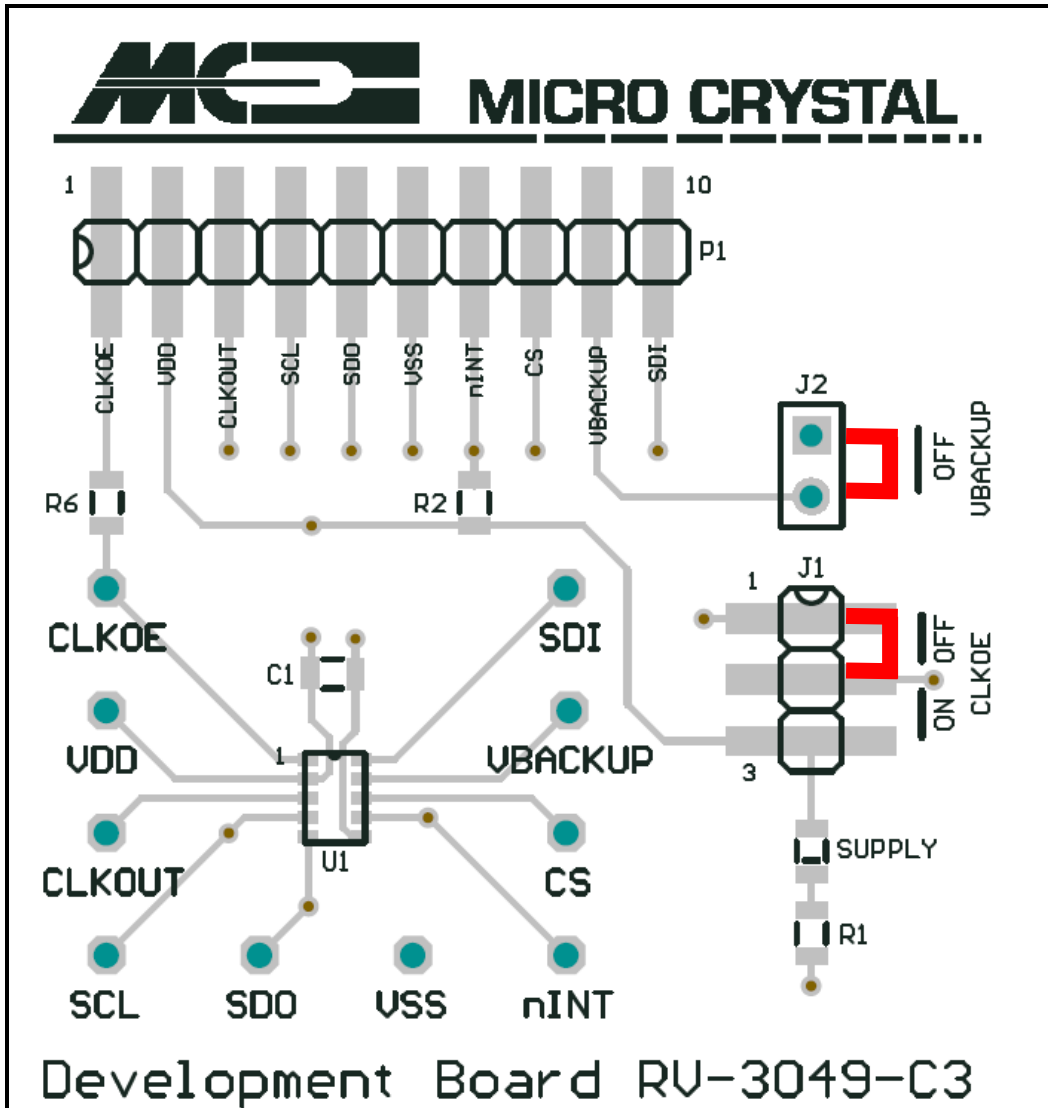 MICRO CRYSTAL
1 10
P1
CLKOE VDD CLKOUT SCL SDO VSS nINT CS VBACKUP SDI
J2
OFF
VBACKUP
R6 R2
J1
1
CLKOE SDI
OFF
ON
CLKOE
C1
VDD 1 VBACKUP
3
U1 SUPPLY
CLKOUT CS
R1
SCL SDO VSS nINT
Development Board RV-3049-C3